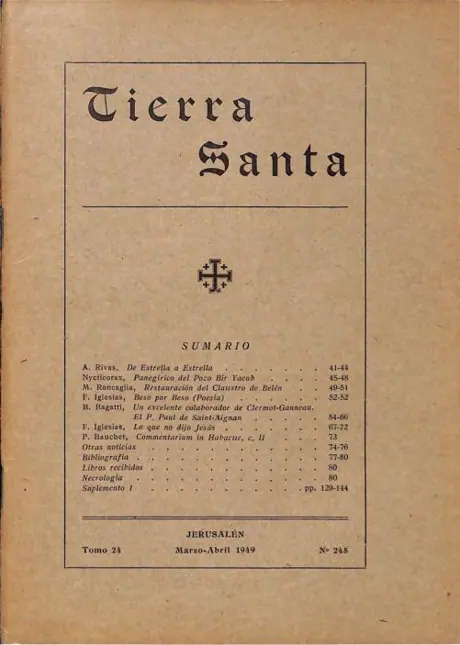 Tierra
Santa
SUMARIO
A. Rivas, De Estrella a Estrella . . . . . . . 41-44
Nycticorax, Panegírico del Pozo Bir Yacub . . . . 45-48
M. Roncaglia, Restauración del Claustro de Belén . . 49-51
F. Iglesias, Beso por Beso (Poesía) . . . . . . 52-52
B. Bagatti, Un excelente colaborador de Clermot-Ganneau.
El P. Paul de Saint-Aignan . . . . . 54-66
F. Iglesias, Lo que no dijo Jesús . . . . . . 67-72
P. Bauchet, Commentarium in Habacuc, c. II . . . 73
Otras noticias . . . . . . . . . . . 74-76
Bibliografía . . . . . . . . . . . . 77-80
Libros recibidos . . . . . . . . . . . 80
Necrología . . . . . . . . . . . . 80
Suplemento I . . . . . . . . . . pp. 129-144
JERUSALÉN
Tomo 24 Marzo-Abril 1949 Nº 248